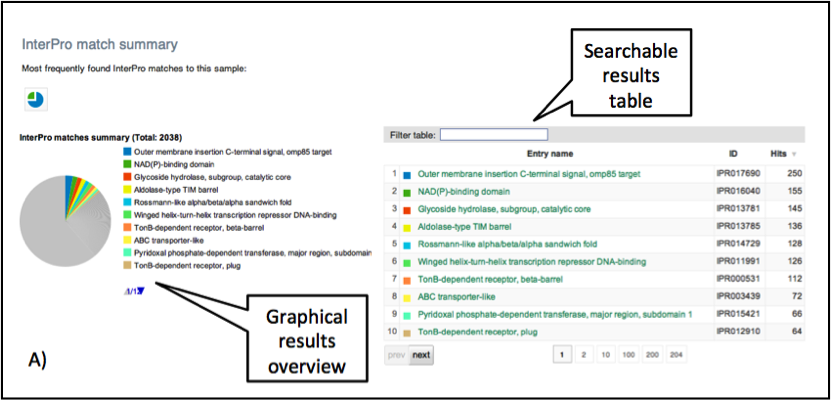 InterPro match summary
Most frequently found InterPro matches to this sample:
InterPro matches summary (Total: 2038)
Outer membrane insertion C-terminal signal, omp85 target
NAD(P)-binding domain
Glycoside hydrolase, subgroup, catalytic core
Aldolase-type TIM barrel
Rossmann-like alpha/beta/alpha sandwich fold
Winged helix-turn-helix transcription repressor DNA-binding
TonB-dependent receptor, beta-barrel
ABC transporter-like
Pyridoxal phosphate-dependent transferase, major region, subdomain
TonB-dependent receptor, plug
Graphical
results
overview
A)
Searchable
results
table
Filter table:
Entry name ID Hits
1 Outer membrane insertion C-terminal signal, omp85 target IPR017690 250
2 NAD(P)-binding domain IPR016040 155
3 Glycoside hydrolase, subgroup, catalytic core IPR013781 145
4 Aldolase-type TIM barrel IPR013785 136
5 Rossmann-like alpha/beta/alpha sandwich fold IPR014729 128
6 Winged helix-turn-helix transcription repressor DNA-binding IPR011991 126
7 TonB-dependent receptor, beta-barrel IPR000531 112
8 ABC transporter-like IPR003439 72
9 Pyridoxal phosphate-dependent transferase, major region, subdomain 1 IPR015421 66
10 TonB-dependent receptor, plug IPR012910 64
prev next 1 2 10 100 200 204